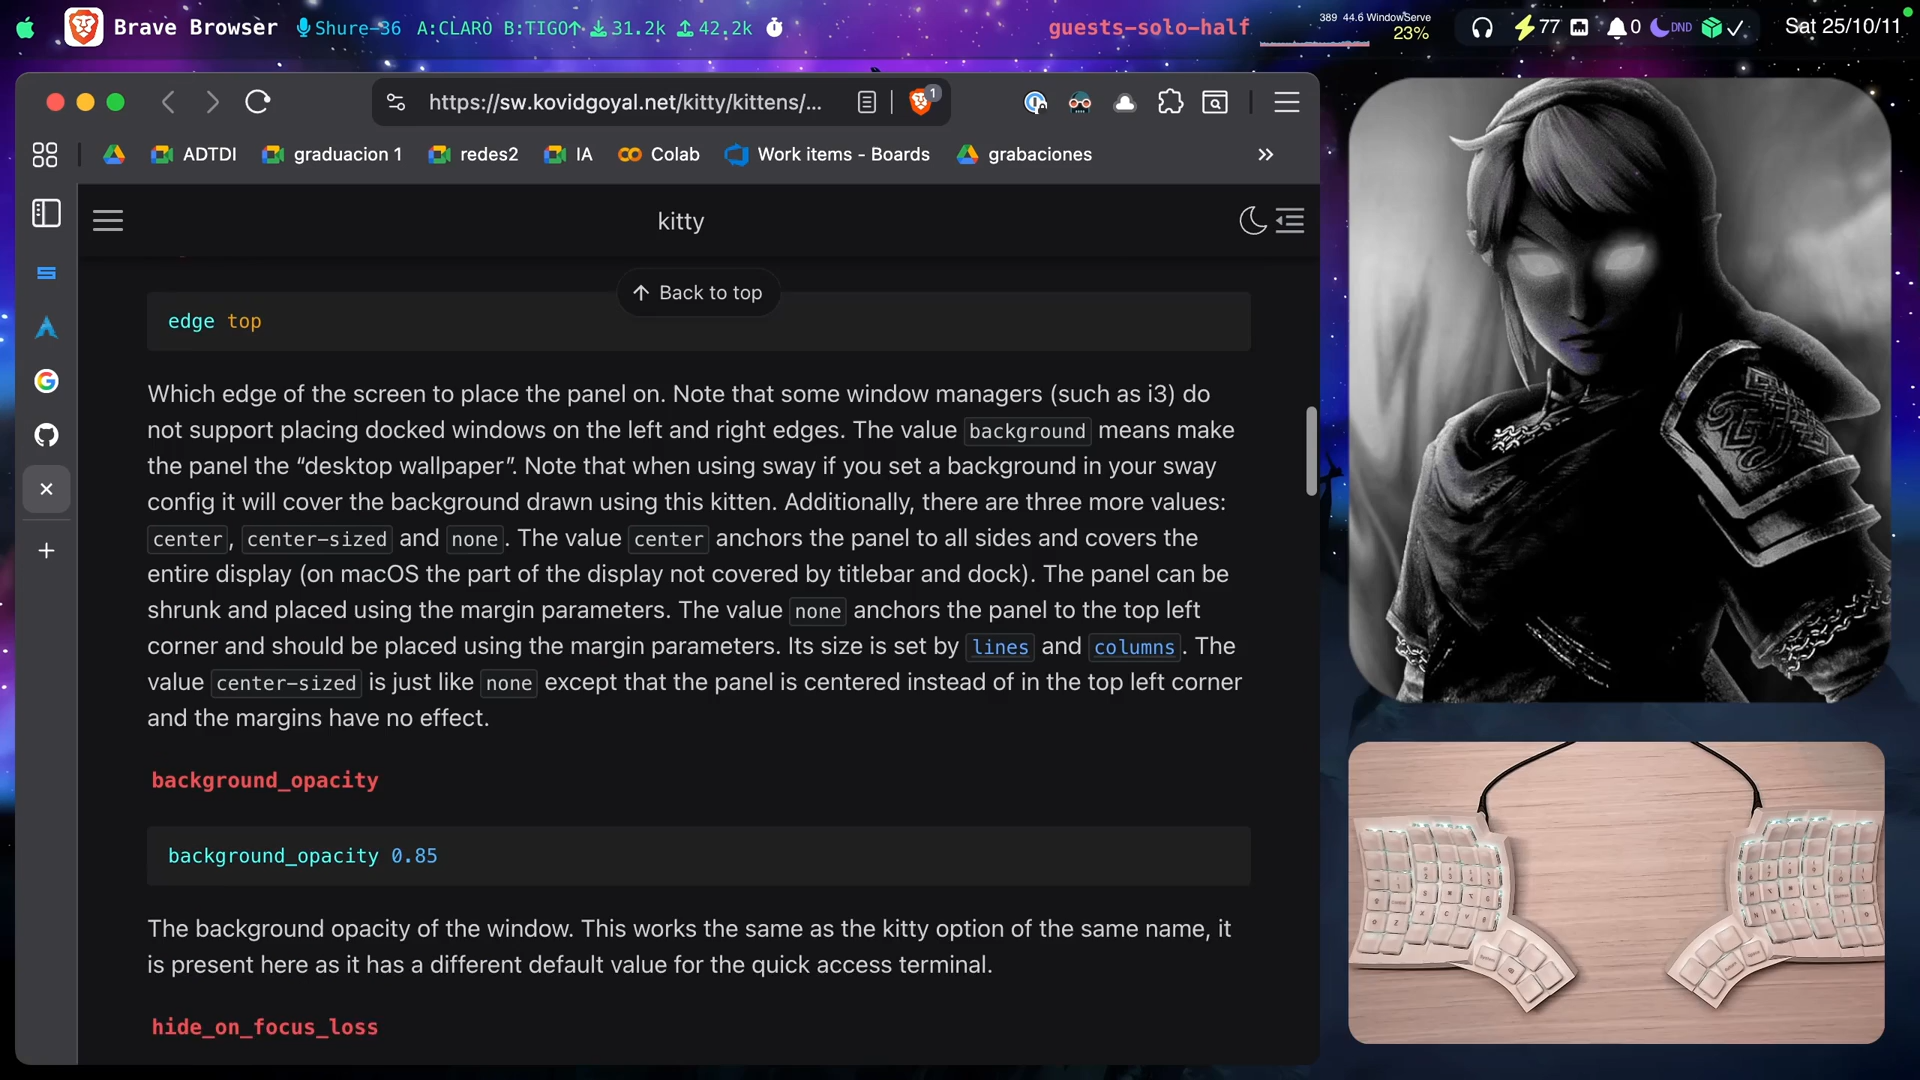 Brave Browser Shure-36 A:CLARO B:TIGO↑ 31.2k 42.2k guests-solo-half 389 44.6 WindowServe 23% 77 0 DND Sat 25/10/11
https://sw.kovidgoyal.net/kitty/kittens/... 1
ADTDI graduacion 1 redes2 IA Colab Work items - Boards grabaciones »
kitty
↑ Back to top
edge top
Which edge of the screen to place the panel on. Note that some window managers (such as i3) do
not support placing docked windows on the left and right edges. The value background means make
the panel the “desktop wallpaper”. Note that when using sway if you set a background in your sway
config it will cover the background drawn using this kitten. Additionally, there are three more values:
center, center-sized and none. The value center anchors the panel to all sides and covers the
entire display (on macOS the part of the display not covered by titlebar and dock). The panel can be
shrunk and placed using the margin parameters. The value none anchors the panel to the top left
corner and should be placed using the margin parameters. Its size is set by lines and columns. The
value center-sized is just like none except that the panel is centered instead of in the top left corner
and the margins have no effect.
background_opacity
background_opacity 0.85
The background opacity of the window. This works the same as the kitty option of the same name, it
is present here as it has a different default value for the quick access terminal.
hide_on_focus_loss